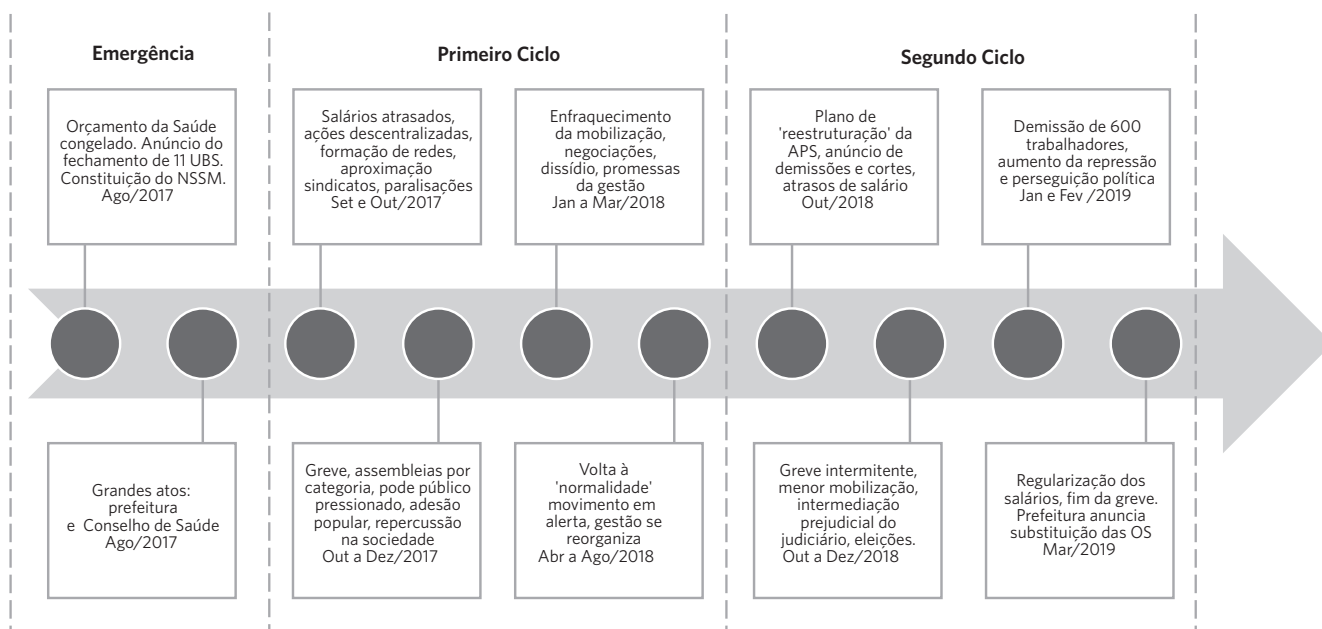 Emergência
Orçamento da Saúde
congelado. Anúncio do
fechamento de 11 UBS.
Constituição do NSSM.
Ago/2017
Grandes atos:
prefeitura
e Conselho de Saúde
Ago/2017
Primeiro Ciclo
Salários atrasados,
ações descentralizadas,
formação de redes,
aproximação
sindicatos, paralisações
Set e Out/2017
Greve, assembleias por
categoria, pode público
pressionado, adesão
popular, repercussão
na sociedade
Out a Dez/2017
Enfraquecimento
da mobilização,
negociações,
dissídio, promessas
da gestão
Jan a Mar/2018
Volta à
'normalidade'
movimento em
alerta, gestão se
reorganiza
Abr a Ago/2018
Segundo Ciclo
Plano de
'reestruturação' da
APS, anúncio de
demissões e cortes,
atrasos de salário
Out/2018
Greve intermitente,
menor mobilização,
intermediação
prejudicial do
judiciário, eleições.
Out a Dez/2018
Demissão de 600
trabalhadores,
aumento da repressão
e perseguição política
Jan e Fev /2019
Regularização dos
salários, fim da greve.
Prefeitura anuncia
substituição das OS
Mar/2019